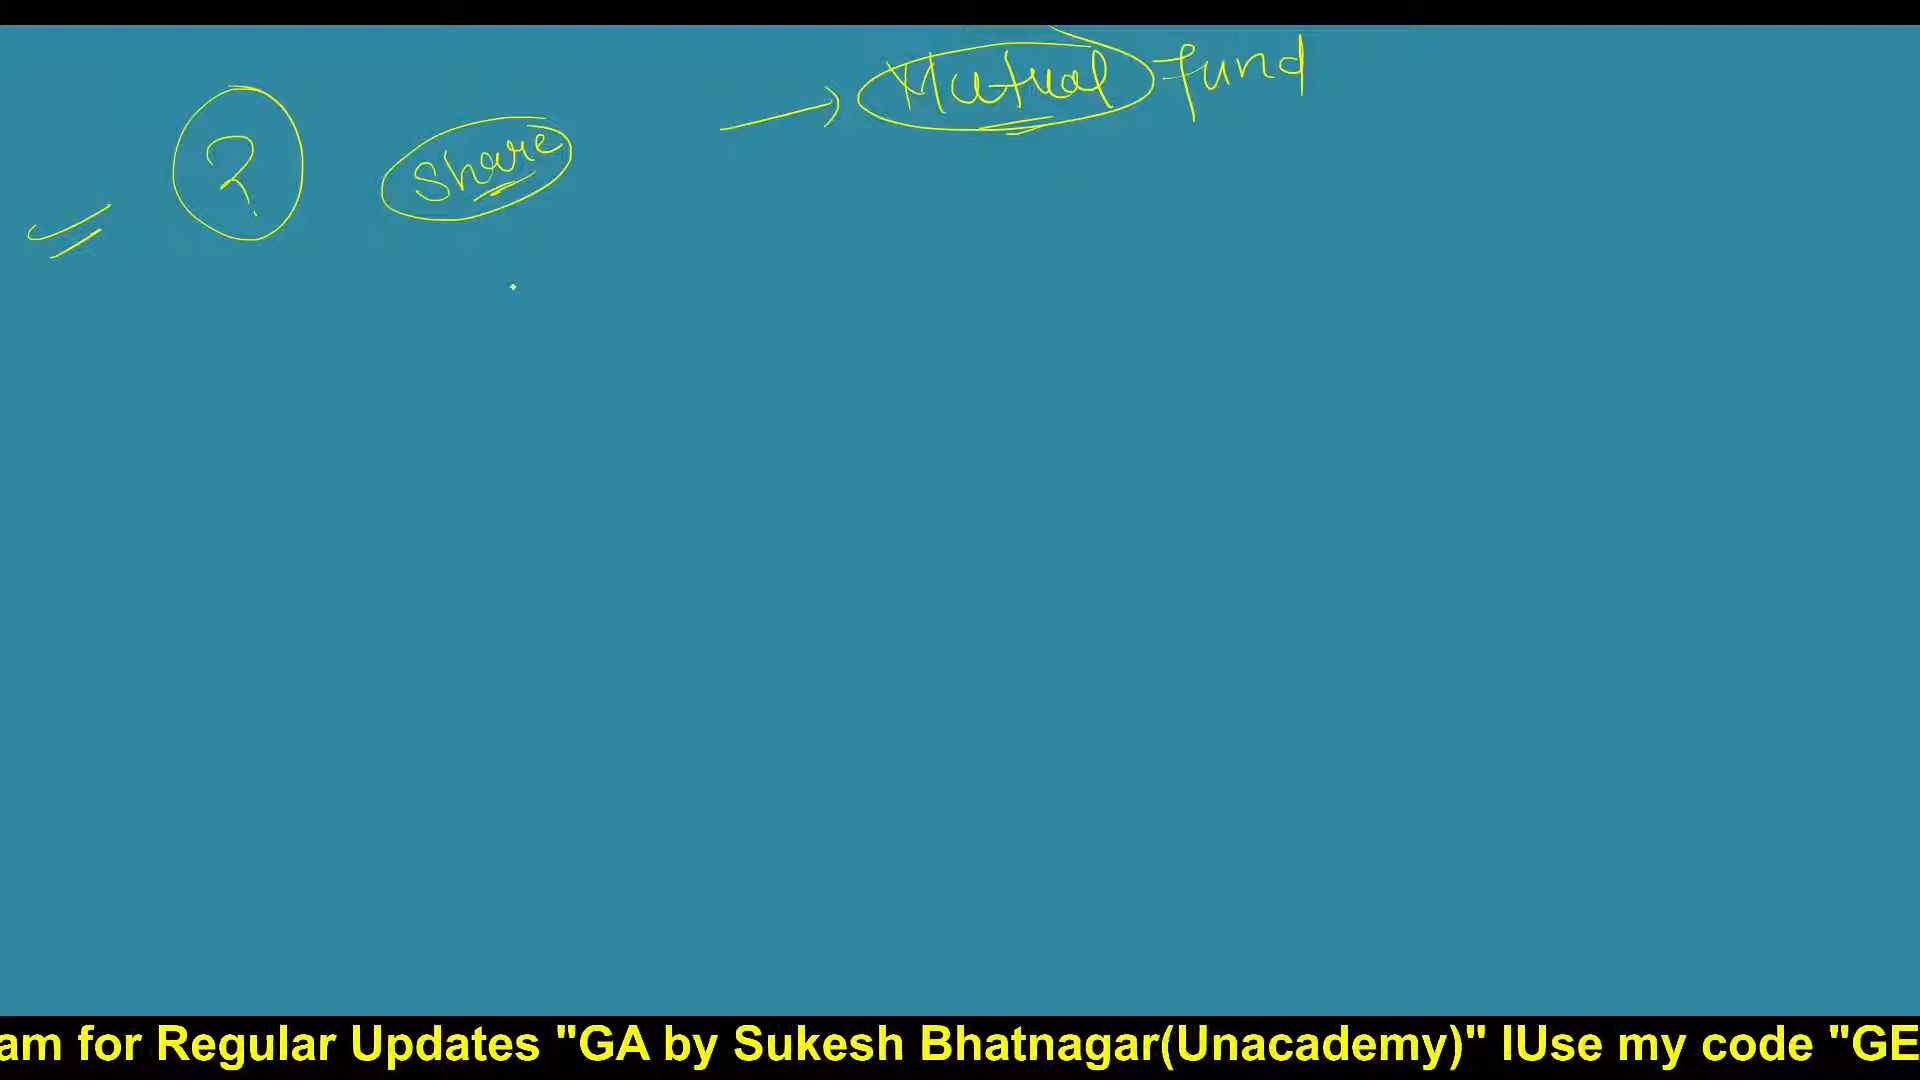 Mutual fund
?
Share
am for Regular Updates "GA by Sukesh Bhatnagar(Unacademy)" IUse my code "GE